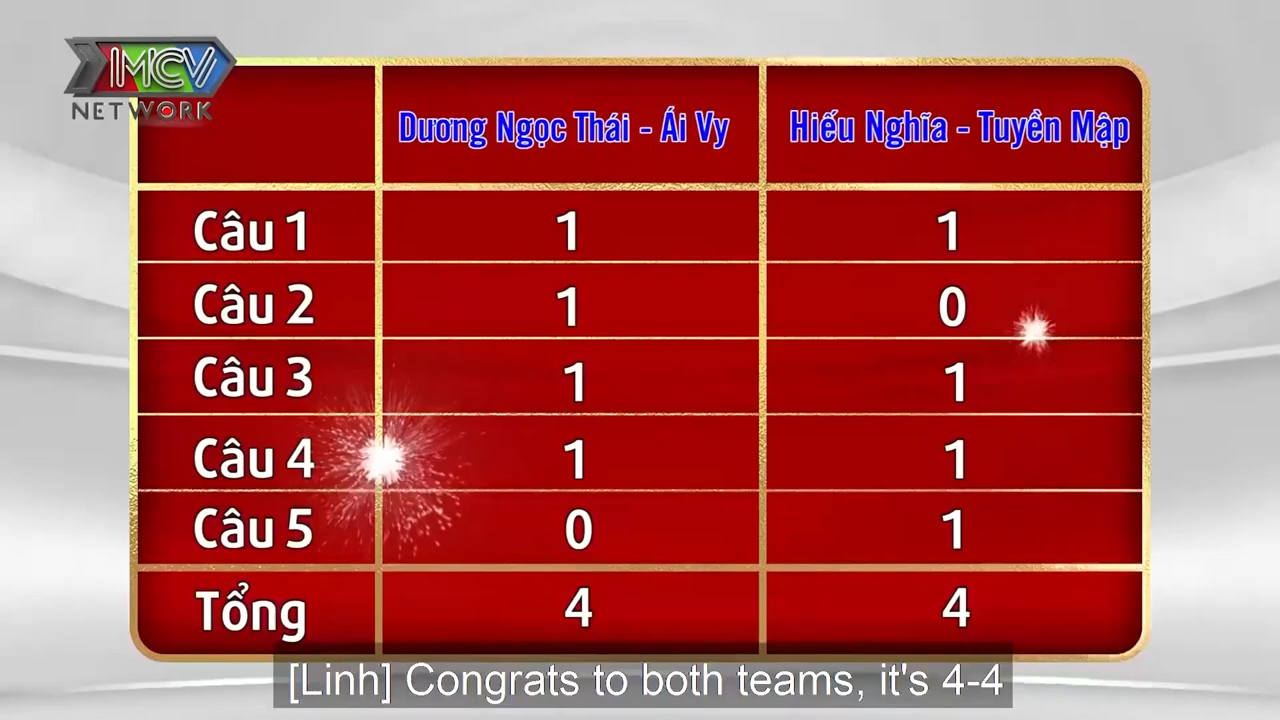 MCV
NETWORK
Dương Ngọc Thái - Ái Vy
Hiếu Nghĩa - Tuyền Mập
Câu 1 1 1
Câu 2 1 0
Câu 3 1 1
Câu 4 1 1
Câu 5 0 1
Tổng 4 4
[Linh] Congrats to both teams, it's 4-4